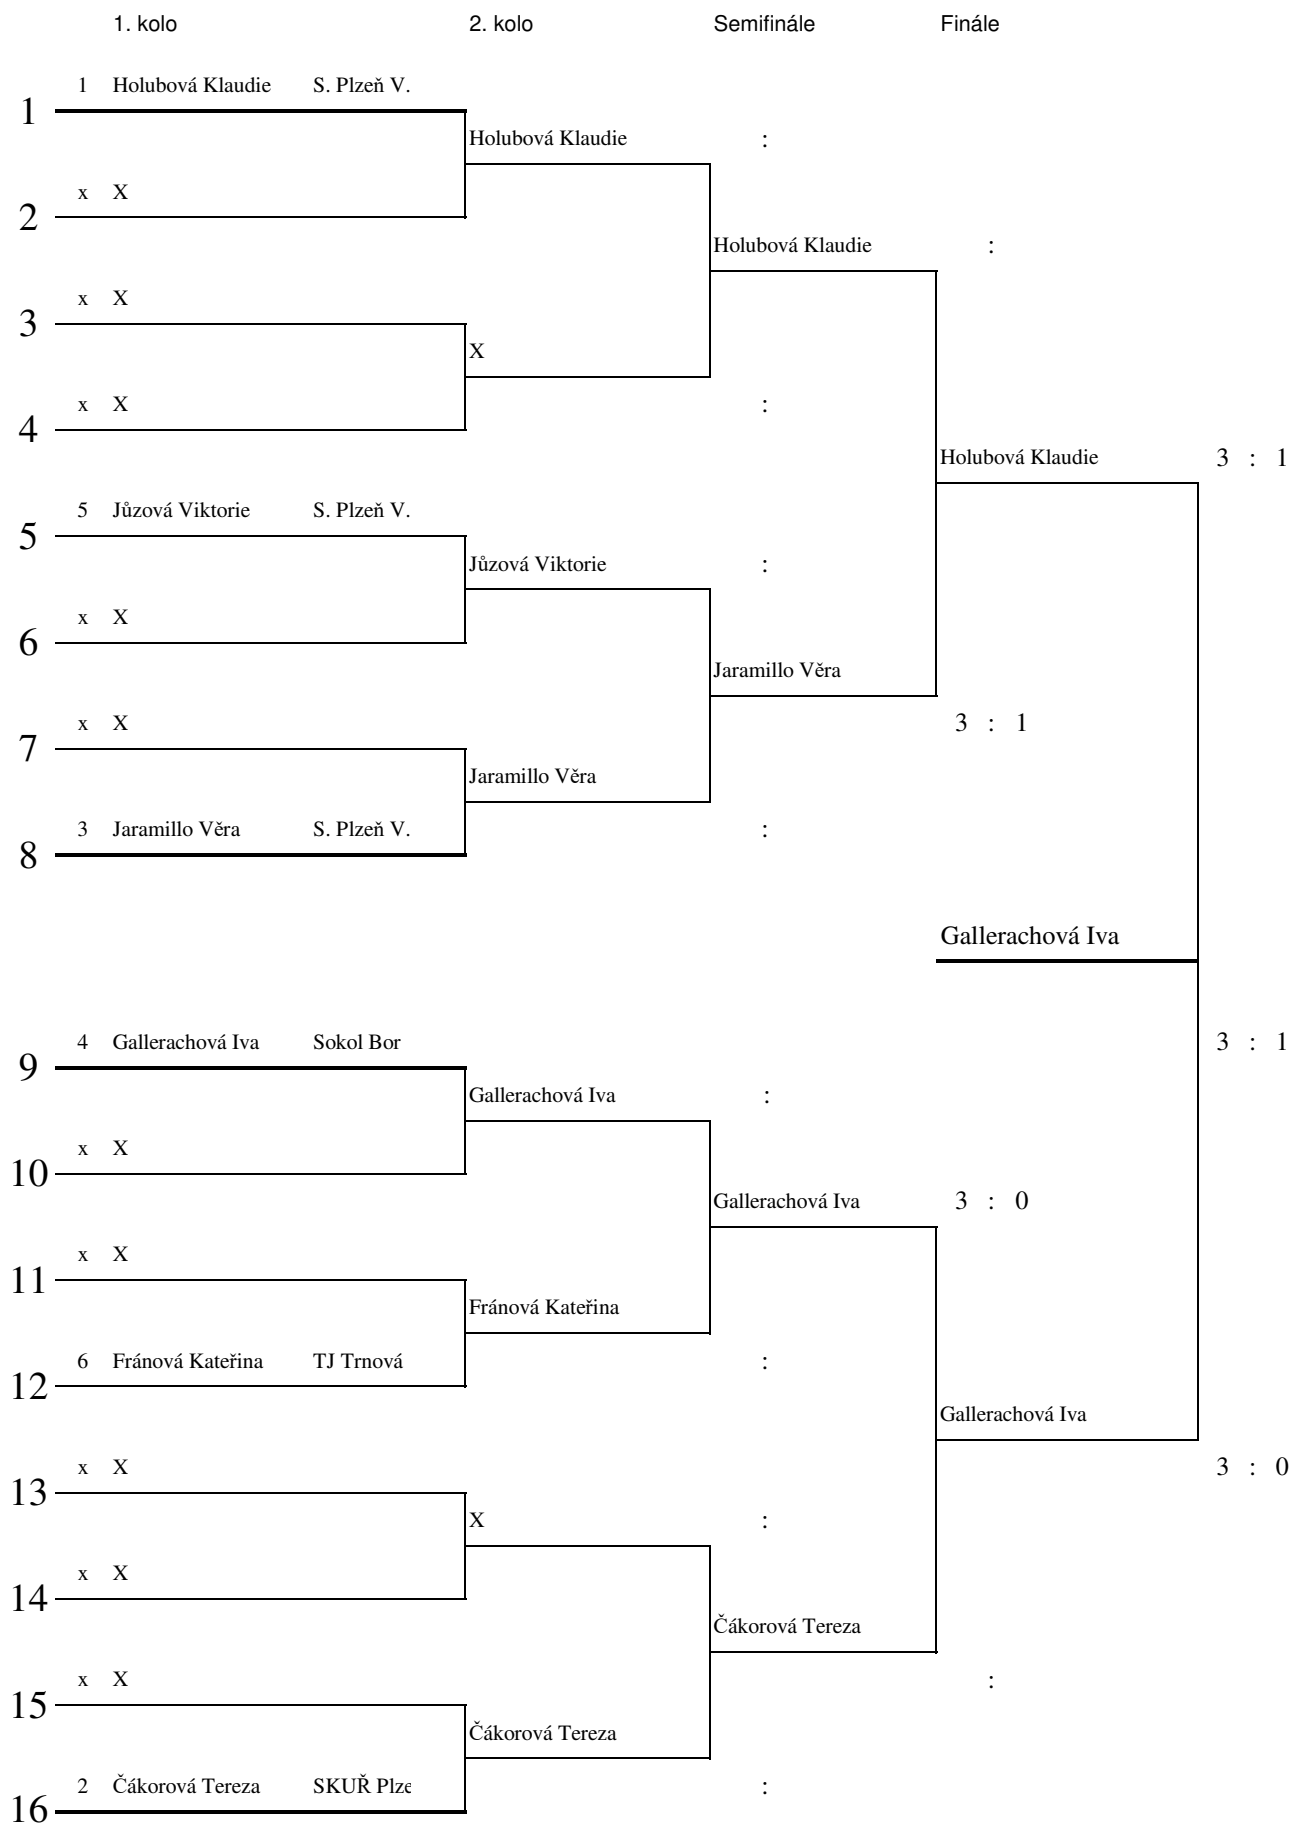 1. kolo 2. kolo Semifinále Finále
1 Holubová Klaudie S. Plzeň V.
1
Holubová Klaudie :
x X
2
Holubová Klaudie :
x X
3
X
x X :
4
Holubová Klaudie 3 : 1
5 Jůzová Viktorie S. Plzeň V.
5
Jůzová Viktorie :
x X
6
Jaramillo Věra
x X 3 : 1
7
Jaramillo Věra
3 Jaramillo Věra S. Plzeň V. :
8
Gallerachová Iva
4 Gallerachová Iva Sokol Bor 3 : 1
9
Gallerachová Iva :
x X
10
Gallerachová Iva 3 : 0
x X
11
Fránová Kateřina
6 Fránová Kateřina TJ Trnová :
12
Gallerachová Iva
x X 3 : 0
13
X :
x X
14
Čákorová Tereza
x X :
15
Čákorová Tereza
2 Čákorová Tereza SKUŘ Plze :
16